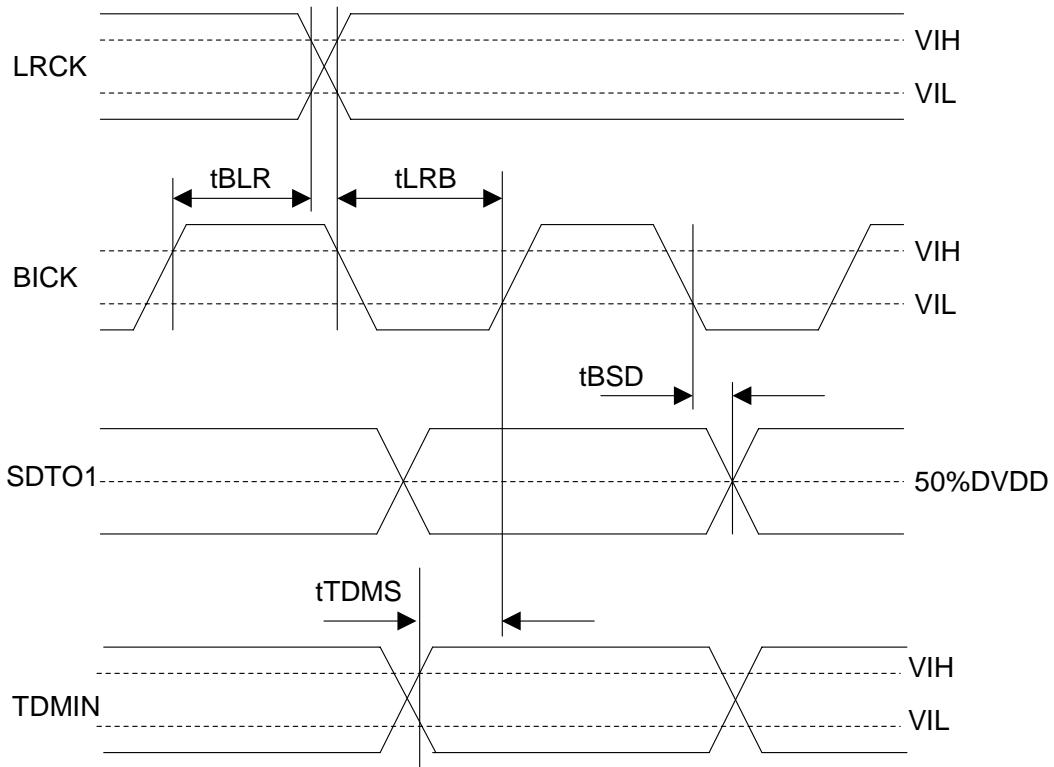 LRCK
VIH
VIL
tBLR
tLRB
BICK
VIH
VIL
tBSD
SDTO1
50%DVDD
tTDMS
TDMIN
VIH
VIL